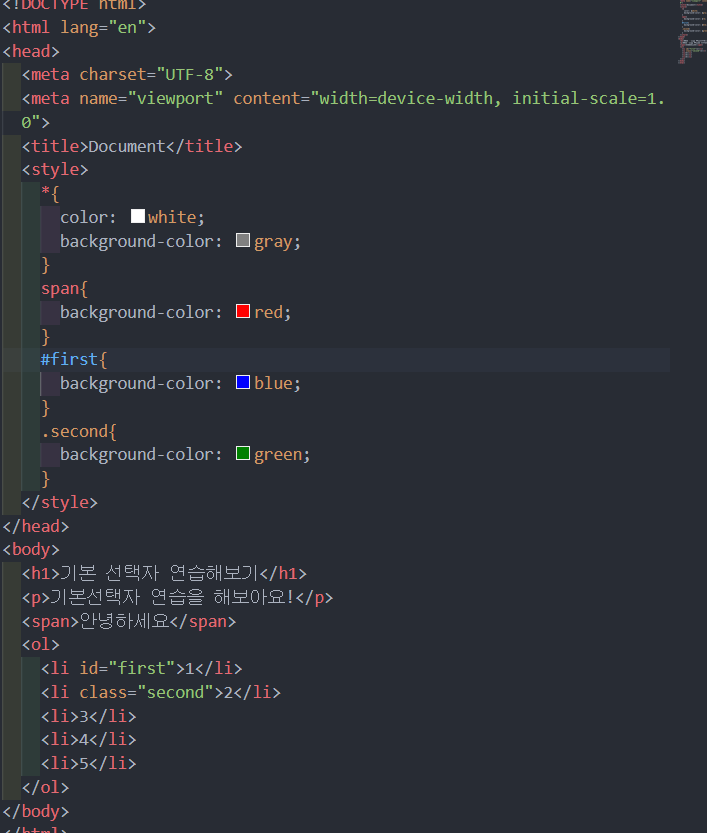 <!DOCTYPE html>
<html lang="en">
<head>
<meta charset="UTF-8">
<meta name="viewport" content="width=device-width, initial-scale=1.
0">
<title>Document</title>
<style>
*{
color: white;
background-color: gray;
}
span{
background-color: red;
}
#first{
background-color: blue;
}
.second{
background-color: green;
}
</style>
</head>
<body>
<h1>기본 선택자 연습해보기</h1>
<p>기본선택자 연습을 해보아요!</p>
<span>안녕하세요</span>
<ol>
<li id="first">1</li>
<li class="second">2</li>
<li>3</li>
<li>4</li>
<li>5</li>
</ol>
</body>
</html>